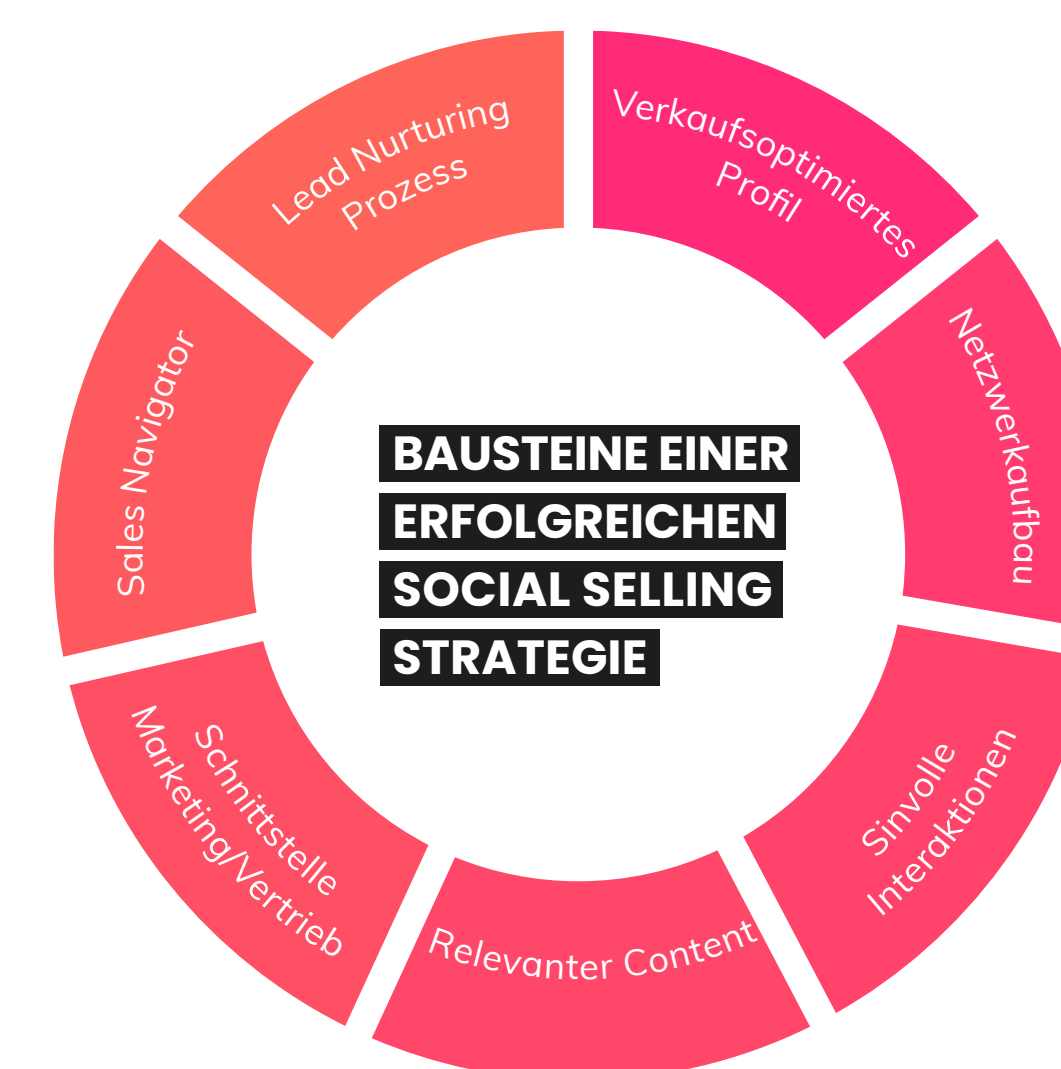 BAUSTEINE EINER
ERFOLGREICHEN
SOCIAL SELLING
STRATEGIE
Verkaufsoptimiertes
Profil
Netzwerkaufbau
Sinvolle
Interaktionen
Relevanter Content
Schnittstelle
Marketing/Vertrieb
Sales Navigator
Lead Nurturing
Prozess